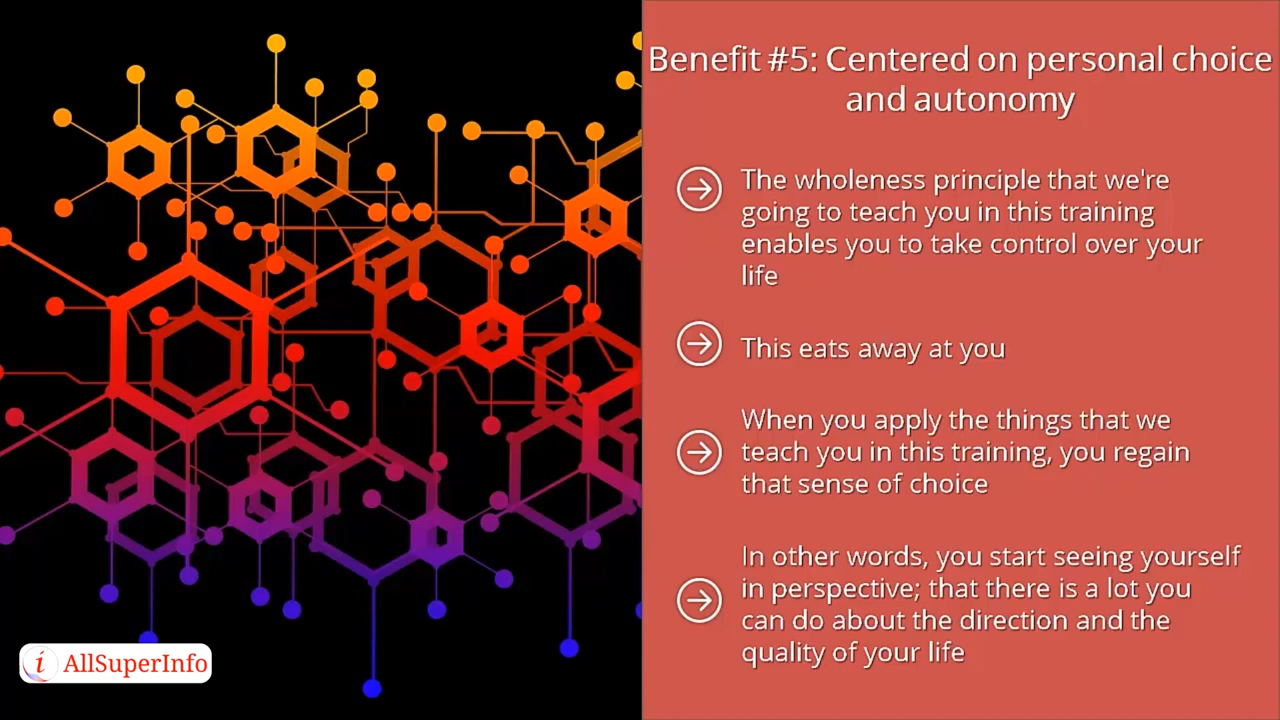 Benefit #5: Centered on personal choice
and autonomy
The wholeness principle that we're
going to teach you in this training
enables you to take control over your
life
This eats away at you
When you apply the things that we
teach you in this training, you regain
that sense of choice
In other words, you start seeing yourself
in perspective; that there is a lot you
can do about the direction and the
quality of your life
i AllSuperInfo